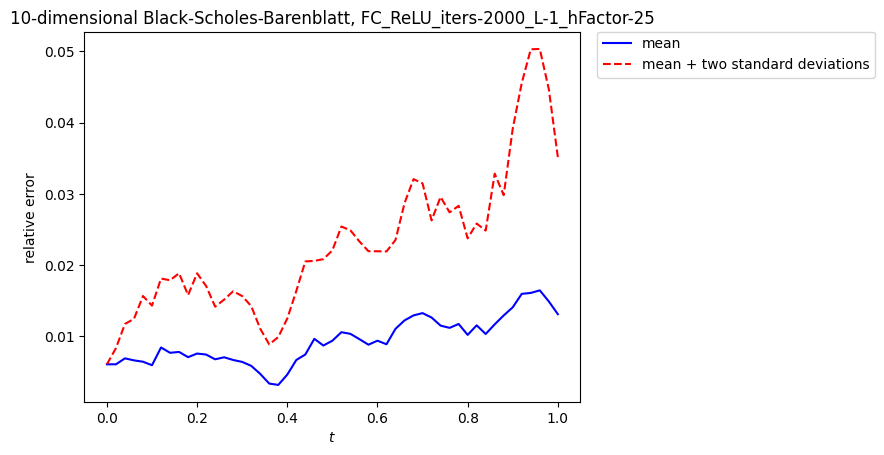 10-dimensional Black-Scholes-Barenblatt, FC_ReLU_iters-2000_L-1_hFactor-25
mean
mean + two standard deviations
relative error
0.05
0.04
0.03
0.02
0.01
0.0 0.2 0.4 0.6 0.8 1.0
t